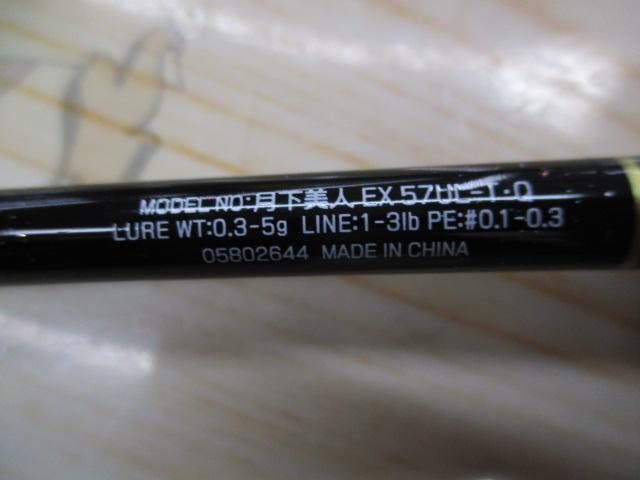 MODEL NO:月下美人 EX 57UL-T・Q
LURE WT:0.3-5g LINE:1-3lb PE:#0.1-0.3
05802644 MADE IN CHINA